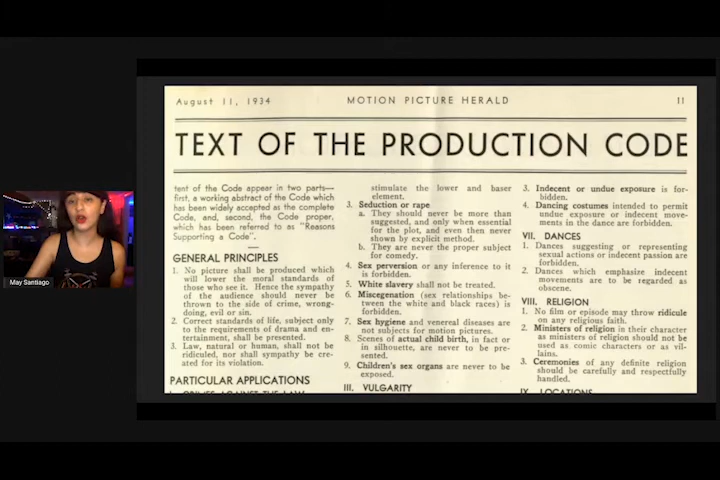 August 11, 1934
MOTION PICTURE HERALD
11
TEXT OF THE PRODUCTION CODE
tent of the Code appear in two parts—
first, a working abstract of the Code which
has been widely accepted as the complete
Code, and, second, the Code proper,
which has been referred to as "Reasons
Supporting a Code".
GENERAL PRINCIPLES
1. No picture shall be produced which
will lower the moral standards of
those who see it. Hence the sympathy
of the audience should never be
thrown to the side of crime, wrong-
doing, evil or sin.
2. Correct standards of life, subject only
to the requirements of drama and en-
tertainment, shall be presented.
3. Law, natural or human, shall not be
ridiculed, nor shall sympathy be cre-
ated for its violation.
PARTICULAR APPLICATIONS
I. CRIMES AGAINST THE LAW
stimulate the lower and baser
element.
3. Seduction or rape
a. They should never be more than
suggested, and only when essential
for the plot, and even then never
shown by explicit method.
b. They are never the proper subject
for comedy.
4. Sex perversion or any inference to it
is forbidden.
5. White slavery shall not be treated.
6. Miscegenation (sex relationships be-
tween the white and black races) is
forbidden.
7. Sex hygiene and venereal diseases are
not subjects for motion pictures.
8. Scenes of actual child birth, in fact or
in silhouette, are never to be pre-
sented.
9. Children's sex organs are never to be
exposed.
III. VULGARITY
3. Indecent or undue exposure is for-
bidden.
4. Dancing costumes intended to permit
undue exposure or indecent move-
ments in the dance are forbidden.
VII. DANCES
1. Dances suggesting or representing
sexual actions or indecent passion are
forbidden.
2. Dances which emphasize indecent
movements are to be regarded as
obscene.
VIII. RELIGION
1. No film or episode may throw ridicule
on any religious faith.
2. Ministers of religion in their character
as ministers of religion should not be
used as comic characters or as vil-
lains.
3. Ceremonies of any definite religion
should be carefully and respectfully
handled.
IX. LOCATIONS
May Santiago